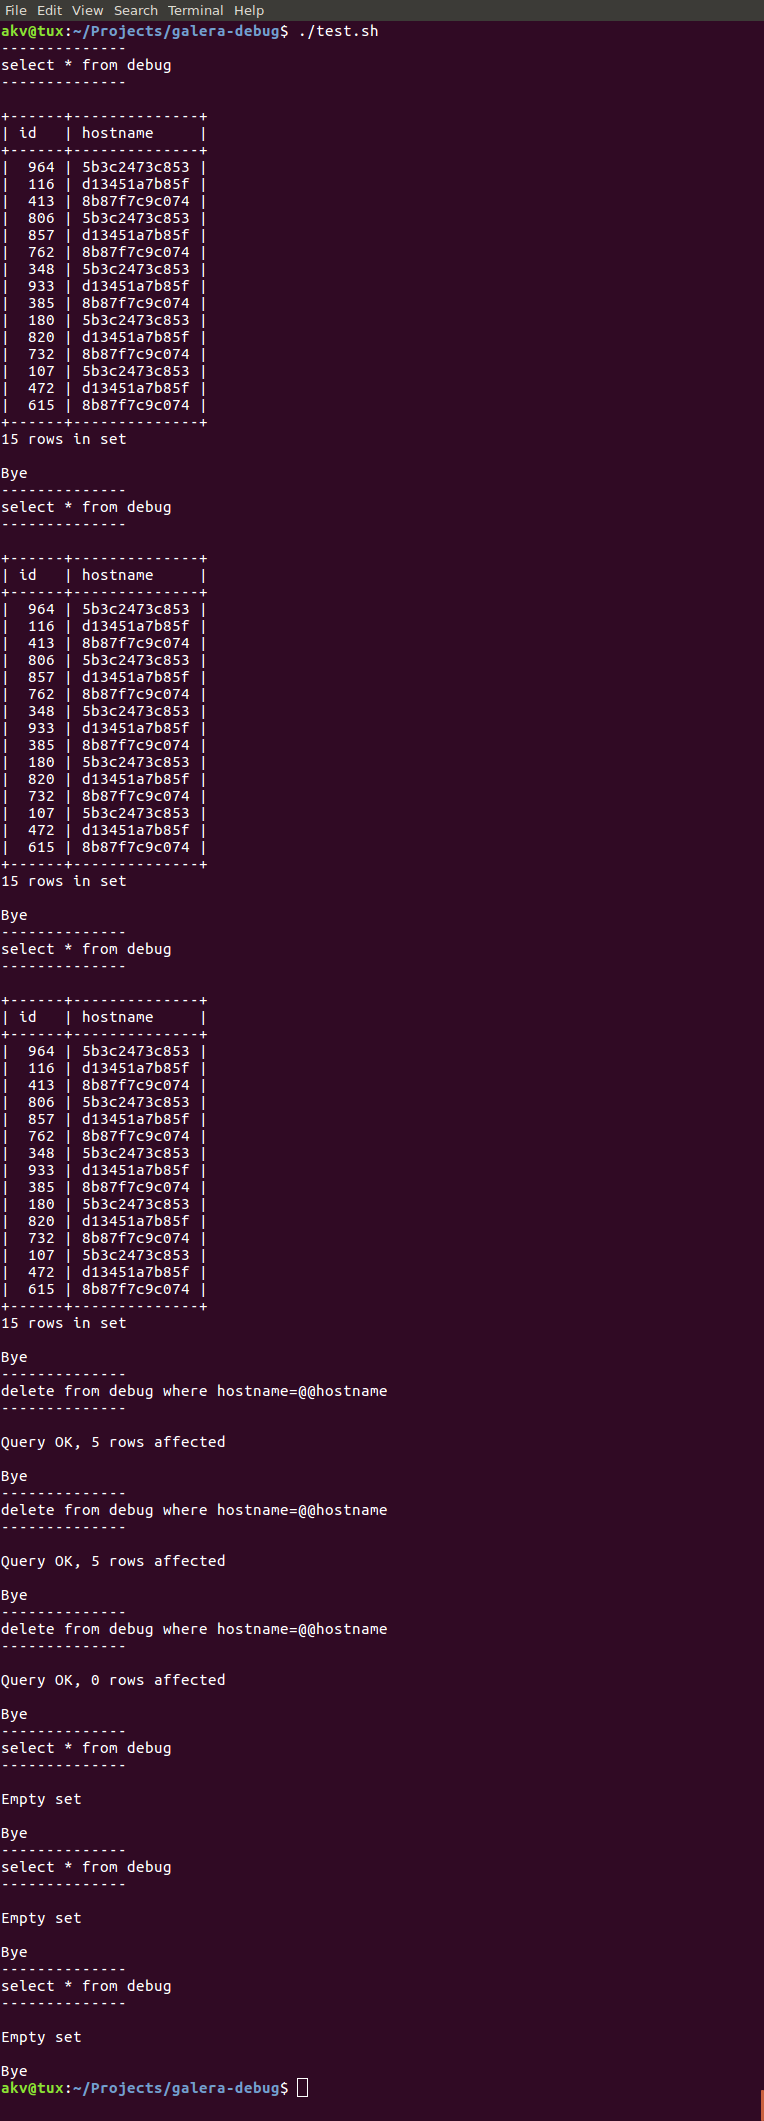 File Edit View Search Terminal Help
akv@tux:~/Projects/galera-debug$ ./test.sh
--------------
select * from debug
--------------

+------+--------------+
| id   | hostname     |
+------+--------------+
|  964 | 5b3c2473c853 |
|  116 | d13451a7b85f |
|  413 | 8b87f7c9c074 |
|  806 | 5b3c2473c853 |
|  857 | d13451a7b85f |
|  762 | 8b87f7c9c074 |
|  348 | 5b3c2473c853 |
|  933 | d13451a7b85f |
|  385 | 8b87f7c9c074 |
|  180 | 5b3c2473c853 |
|  820 | d13451a7b85f |
|  732 | 8b87f7c9c074 |
|  107 | 5b3c2473c853 |
|  472 | d13451a7b85f |
|  615 | 8b87f7c9c074 |
+------+--------------+
15 rows in set

Bye
--------------
select * from debug
--------------

+------+--------------+
| id   | hostname     |
+------+--------------+
|  964 | 5b3c2473c853 |
|  116 | d13451a7b85f |
|  413 | 8b87f7c9c074 |
|  806 | 5b3c2473c853 |
|  857 | d13451a7b85f |
|  762 | 8b87f7c9c074 |
|  348 | 5b3c2473c853 |
|  933 | d13451a7b85f |
|  385 | 8b87f7c9c074 |
|  180 | 5b3c2473c853 |
|  820 | d13451a7b85f |
|  732 | 8b87f7c9c074 |
|  107 | 5b3c2473c853 |
|  472 | d13451a7b85f |
|  615 | 8b87f7c9c074 |
+------+--------------+
15 rows in set

Bye
--------------
select * from debug
--------------

+------+--------------+
| id   | hostname     |
+------+--------------+
|  964 | 5b3c2473c853 |
|  116 | d13451a7b85f |
|  413 | 8b87f7c9c074 |
|  806 | 5b3c2473c853 |
|  857 | d13451a7b85f |
|  762 | 8b87f7c9c074 |
|  348 | 5b3c2473c853 |
|  933 | d13451a7b85f |
|  385 | 8b87f7c9c074 |
|  180 | 5b3c2473c853 |
|  820 | d13451a7b85f |
|  732 | 8b87f7c9c074 |
|  107 | 5b3c2473c853 |
|  472 | d13451a7b85f |
|  615 | 8b87f7c9c074 |
+------+--------------+
15 rows in set

Bye
--------------
delete from debug where hostname=@@hostname
--------------

Query OK, 5 rows affected

Bye
--------------
delete from debug where hostname=@@hostname
--------------

Query OK, 5 rows affected

Bye
--------------
delete from debug where hostname=@@hostname
--------------

Query OK, 0 rows affected

Bye
--------------
select * from debug
--------------

Empty set

Bye
--------------
select * from debug
--------------

Empty set

Bye
--------------
select * from debug
--------------

Empty set

Bye
akv@tux:~/Projects/galera-debug$